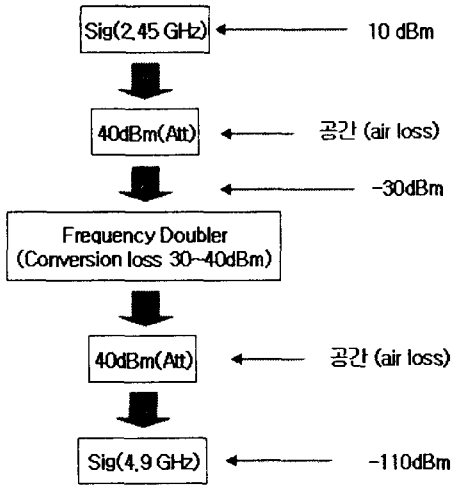 Sig(2.45 GHz) 10 dBm
40dBm(Att) 공간 (air loss)
-30dBm
Frequency Doubler
(Conversion loss 30~40dBm)
40dBm(Att) 공간 (air loss)
Sig(4.9 GHz) -110dBm